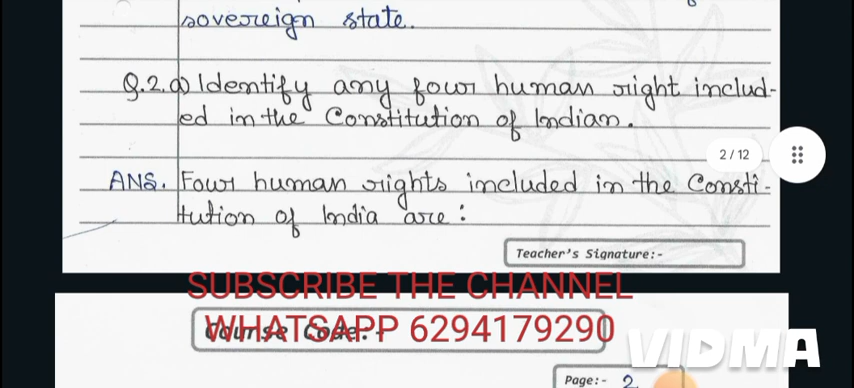 sovereign state.
Q.2.a) Identify any four human right includ-
ed in the Constitution of Indian.
2 / 12
ANS. Four human rights included in the Consti-
tution of India are:
Teacher's Signature:-
SUBSCRIBE THE CHANNEL
Course Code:-
WHATSAPP 6294179290
VIDMA
Page:- 2